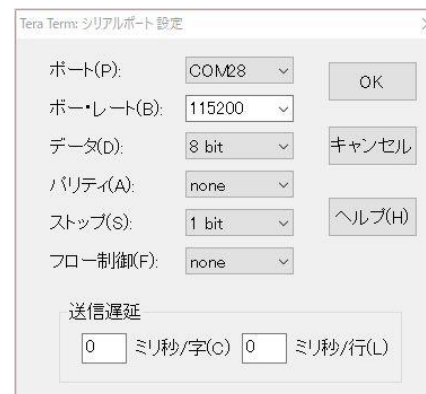 Tera Term: シリアルポート 設定
ポート(P): COM28 OK
ボー・レート(B): 115200
データ(D): 8 bit キャンセル
パリティ(A): none
ストップ(S): 1 bit ヘルプ(H)
フロー制御(F): none
送信遅延
0 ミリ秒/字(C) 0 ミリ秒/行(L)